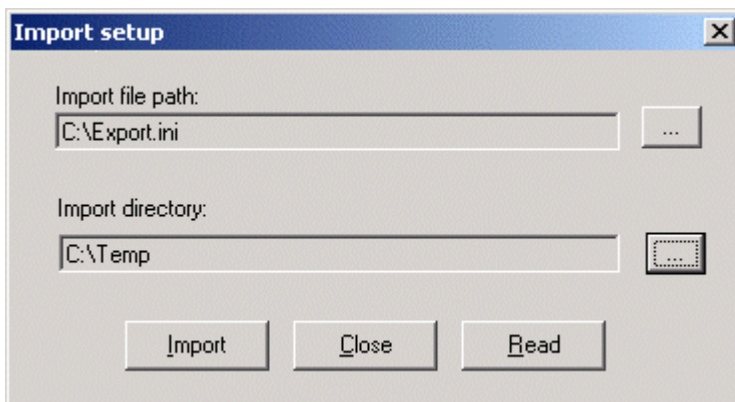 Import setup
Import file path:
C:\Export.ini
...
Import directory:
C:\Temp
...
Import Close Read